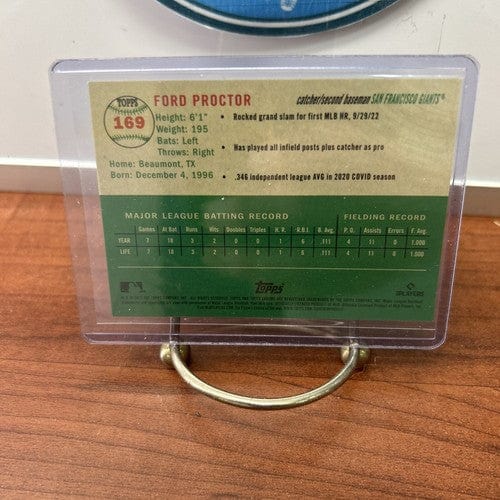 TOPPS
169
FORD PROCTOR
catcher/second baseman SAN FRANCISCO GIANTS®
Height: 6'1"
Weight: 195
Bats: Left
Throws: Right
Home: Beaumont, TX
Born: December 4, 1996
• Rocked grand slam for first MLB HR, 9/29/22
• Has played all infield posts plus catcher as pro
• .346 independent league AVG in 2020 COVID season
MAJOR LEAGUE BATTING RECORD FIELDING RECORD
Games At Bat Runs Hits Doubles Triples H. R. R.B.I. B. Avg. P. O. Assists Errors F. Avg.
YEAR 7 18 3 2 0 0 1 6 .111 4 11 0 1.000
LIFE 7 18 3 2 0 0 1 6 .111 4 11 0 1.000
Topps
PLAYERS